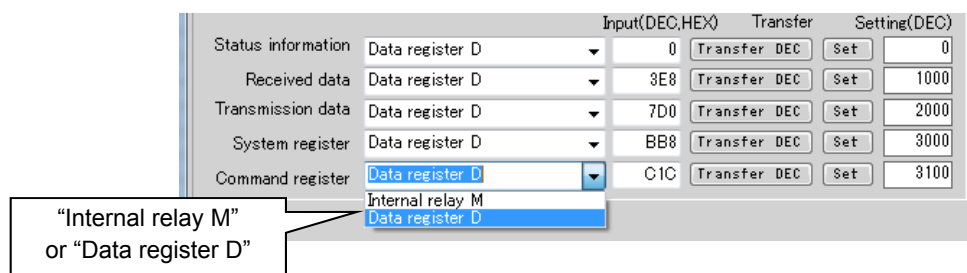 Input(DEC,HEX) Transfer Setting(DEC)
Status information Data register D 0 Transfer DEC Set 0
Received data Data register D 3E8 Transfer DEC Set 1000
Transmission data Data register D 7D0 Transfer DEC Set 2000
System register Data register D BB8 Transfer DEC Set 3000
Command register Data register D C1C Transfer DEC Set 3100
Internal relay M
Data register D
“Internal relay M”
or “Data register D”